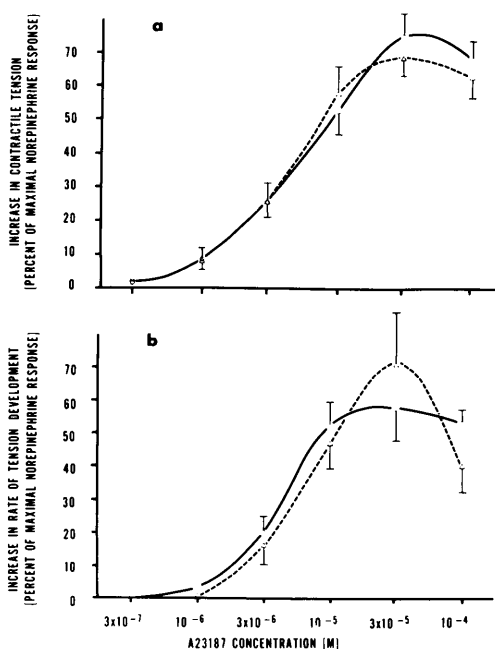 a
INCREASE IN CONTRACTILE TENSION
[PERCENT OF MAXIMAL NOREPINEPHRINE RESPONSE]
70
60
50
40
30
20
10
0
b
INCREASE IN RATE OF TENSION DEVELOPMENT
[PERCENT OF MAXIMAL NOREPINEPHRINE RESPONSE]
70
60
50
40
30
20
10
0
3x10⁻⁷ 10⁻⁶ 3x10⁻⁶ 10⁻⁵ 3x10⁻⁵ 10⁻⁴
A23187 CONCENTRATION [M]